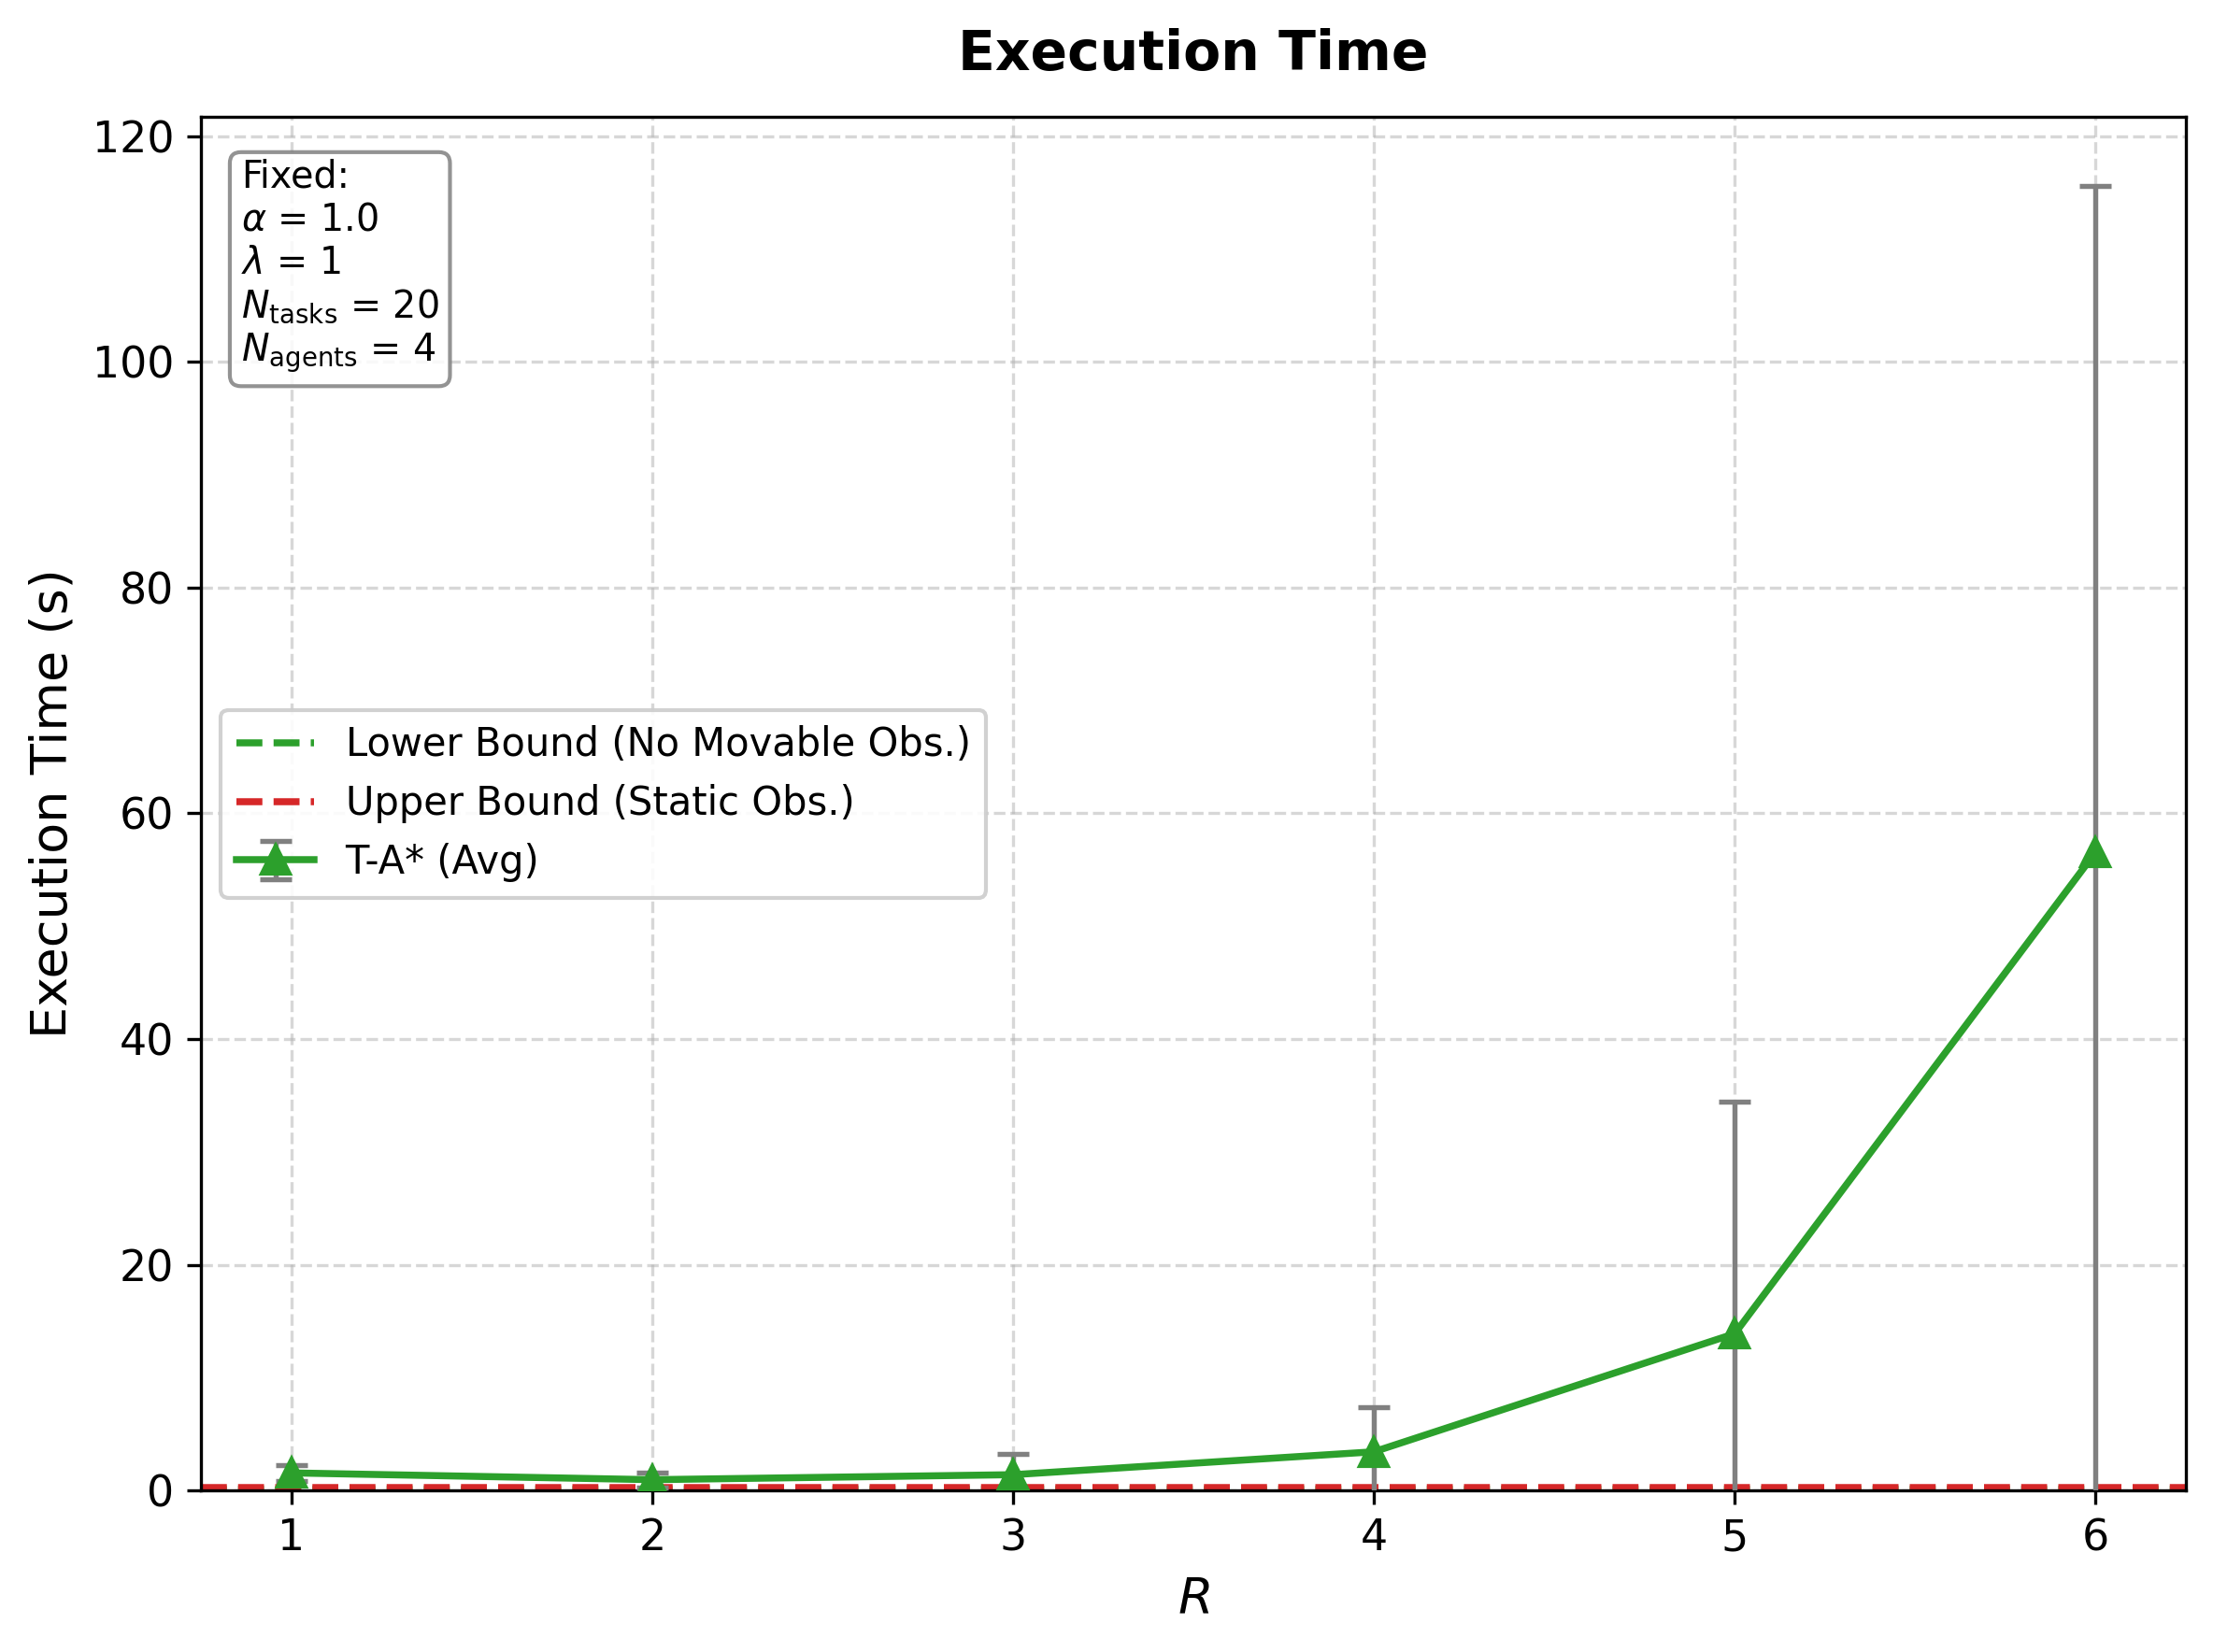 Execution Time
Execution Time (s)
120
100
80
60
40
20
0
Fixed:
α = 1.0
λ = 1
N_tasks = 20
N_agents = 4
Lower Bound (No Movable Obs.)
Upper Bound (Static Obs.)
T-A* (Avg)
1 2 3 4 5 6
R